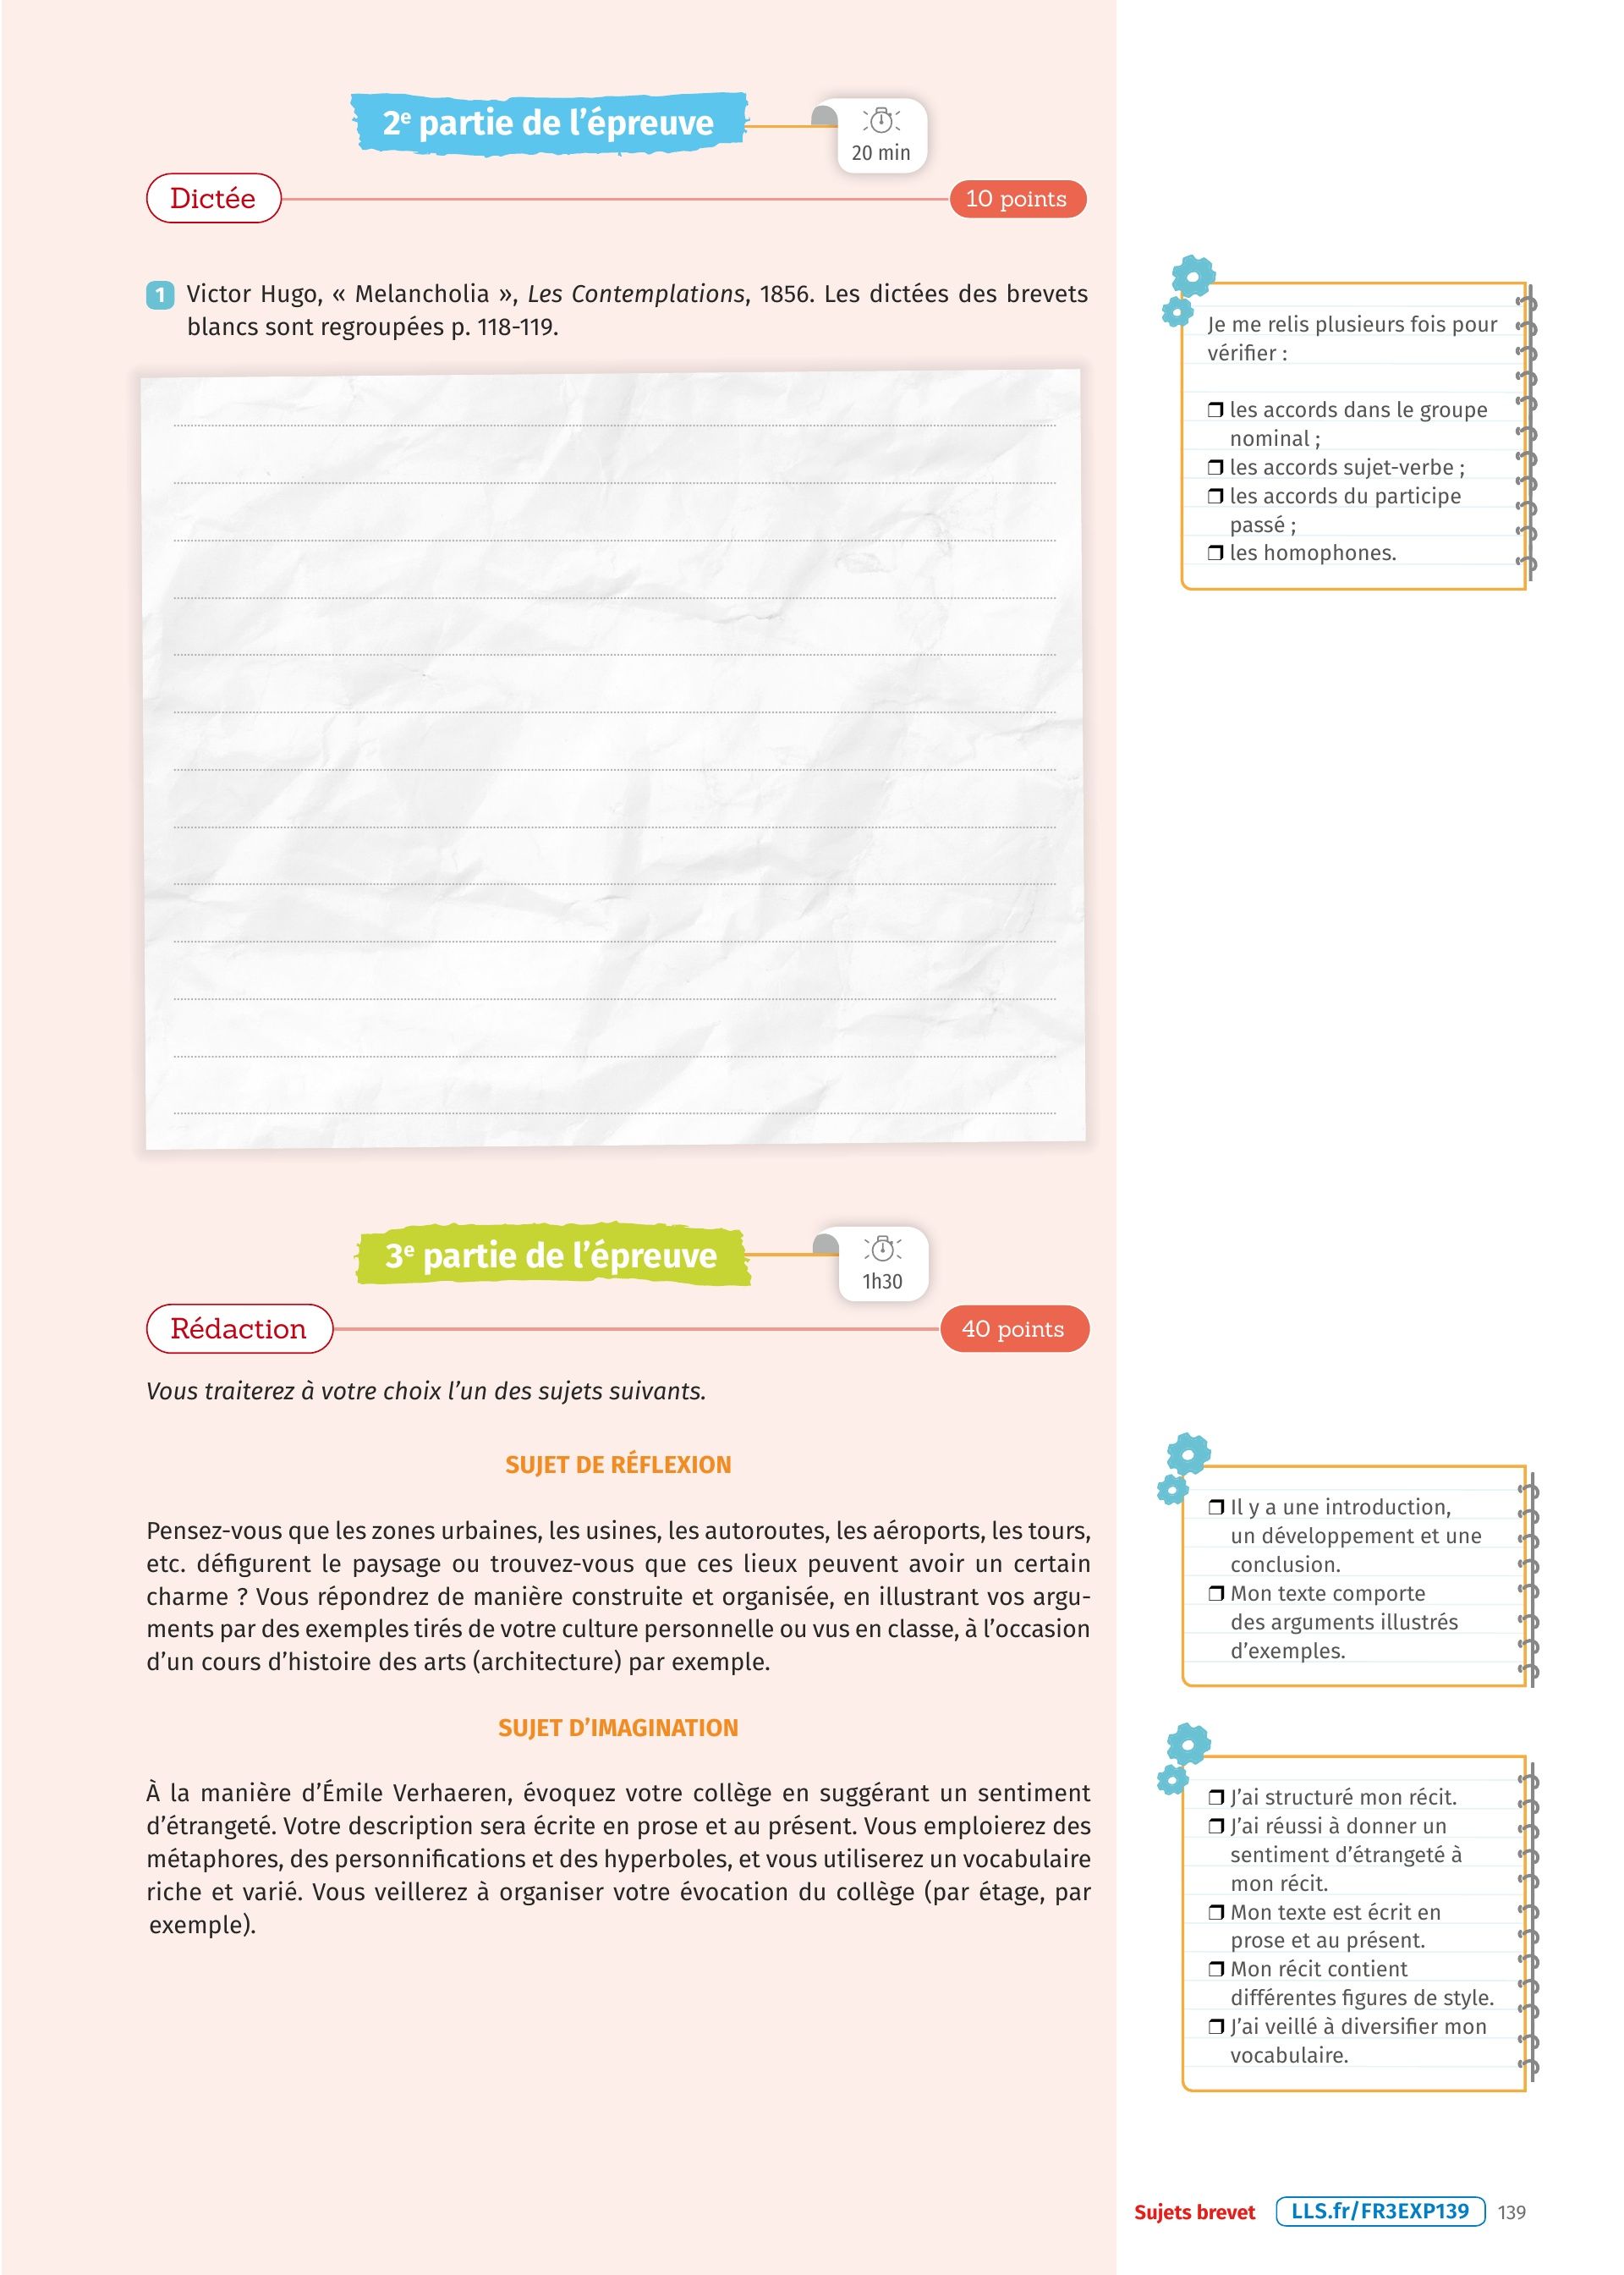 2e partie de l'épreuve
20 min
Dictée
10 points
1 Victor Hugo, « Melancholia », Les Contemplations, 1856. Les dictées des brevets
blancs sont regroupées p. 118-119.
Je me relis plusieurs fois pour
vérifier :
❒ les accords dans le groupe
nominal ;
❒ les accords sujet-verbe ;
❒ les accords du participe
passé ;
❒ les homophones.
3e partie de l'épreuve
1h30
Rédaction
40 points
Vous traiterez à votre choix l'un des sujets suivants.
SUJET DE RÉFLEXION
Pensez-vous que les zones urbaines, les usines, les autoroutes, les aéroports, les tours,
etc. défigurent le paysage ou trouvez-vous que ces lieux peuvent avoir un certain
charme ? Vous répondrez de manière construite et organisée, en illustrant vos argu-
ments par des exemples tirés de votre culture personnelle ou vus en classe, à l'occasion
d'un cours d'histoire des arts (architecture) par exemple.
❒ Il y a une introduction,
un développement et une
conclusion.
❒ Mon texte comporte
des arguments illustrés
d'exemples.
SUJET D'IMAGINATION
À la manière d'Émile Verhaeren, évoquez votre collège en suggérant un sentiment
d'étrangeté. Votre description sera écrite en prose et au présent. Vous emploierez des
métaphores, des personnifications et des hyperboles, et vous utiliserez un vocabulaire
riche et varié. Vous veillerez à organiser votre évocation du collège (par étage, par
exemple).
❒ J'ai structuré mon récit.
❒ J'ai réussi à donner un
sentiment d'étrangeté à
mon récit.
❒ Mon texte est écrit en
prose et au présent.
❒ Mon récit contient
différentes figures de style.
❒ J'ai veillé à diversifier mon
vocabulaire.
Sujets brevet LLS.fr/FR3EXP139 139